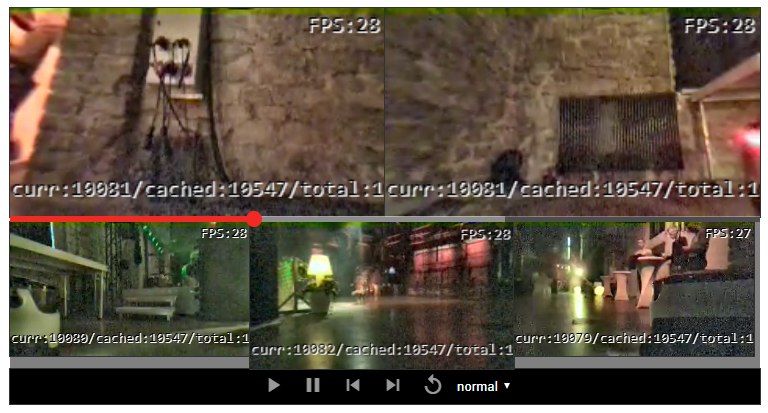 FPS:28
FPS:28
curr:10081/cached:10547/total:1
curr:10081/cached:10547/total:1
FPS:28
FPS:28
FPS:27
curr:10080/cached:10547/total:1
curr:10082/cached:10547/total:1
curr:10079/cached:10547/total:1
normal